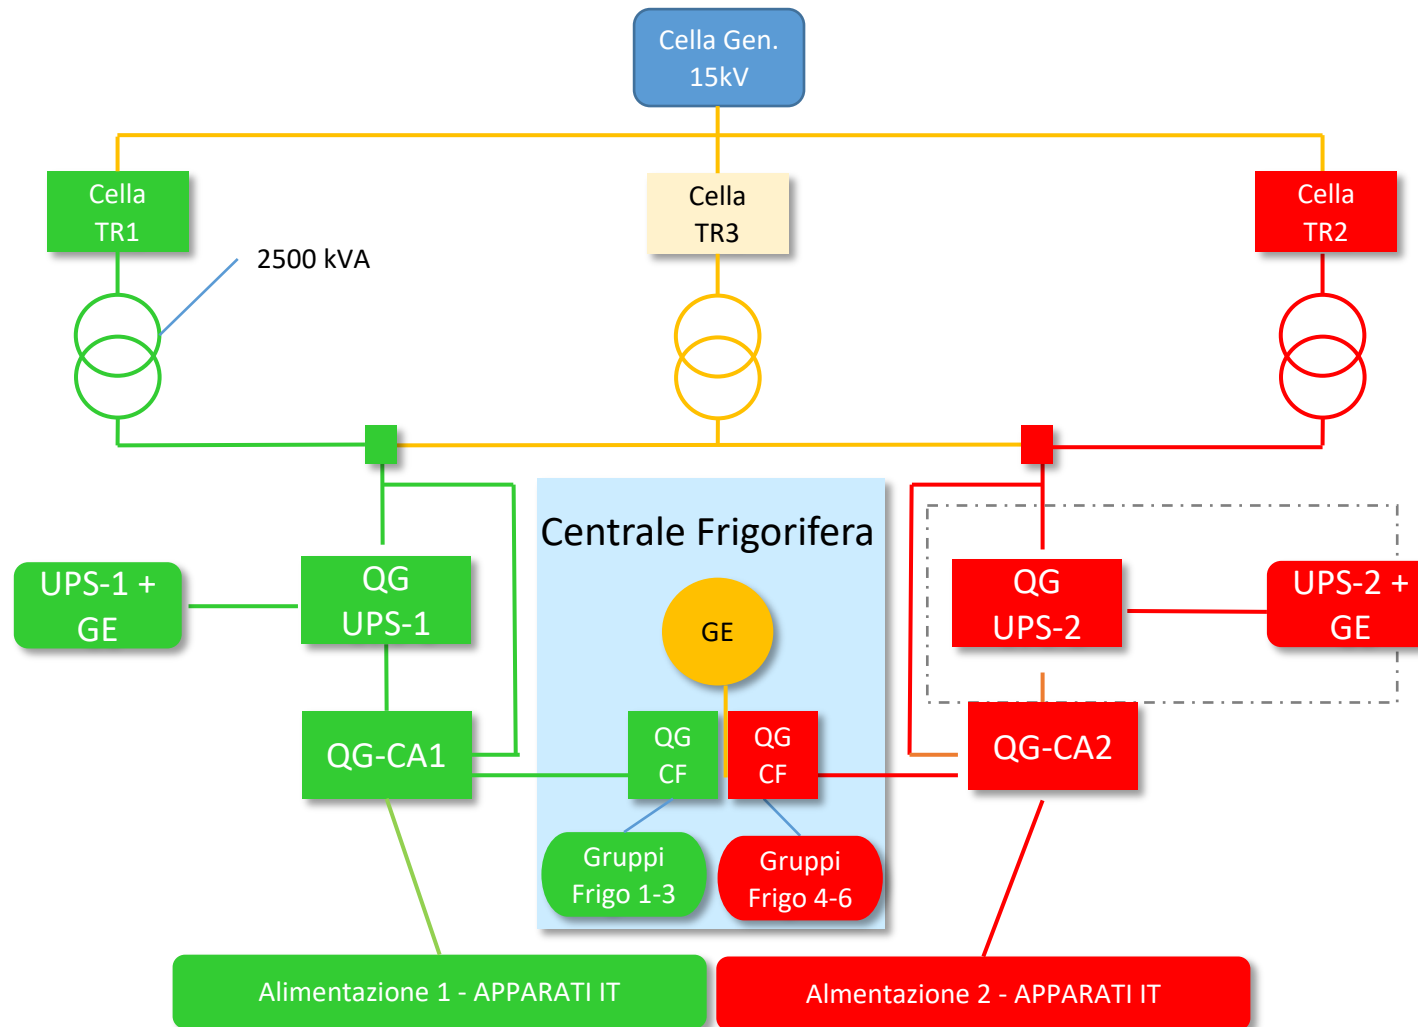 Cella Gen.
15kV
Cella
TR1
Cella
TR3
Cella
TR2
2500 kVA
Centrale Frigorifera
UPS-1 +
GE
QG
UPS-1
GE
QG
UPS-2
UPS-2 +
GE
QG-CA1
QG
CF
QG
CF
QG-CA2
Gruppi
Frigo 1-3
Gruppi
Frigo 4-6
Alimentazione 1 - APPARATI IT
Almentazione 2 - APPARATI IT